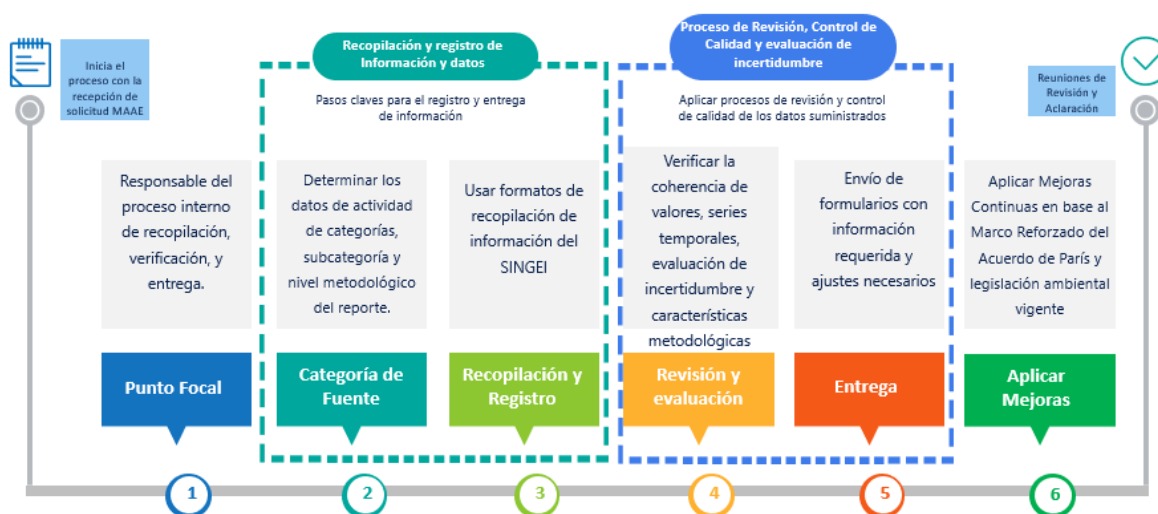 Inicia el
proceso con la
recepción de
solicitud MAAE
Recopilación y registro de
Información y datos
Pasos claves para el registro y entrega
de información
Proceso de Revisión, Control de
Calidad y evaluación de
incertidumbre
Aplicar procesos de revisión y control
de calidad de los datos suministrados
Reuniones de
Revisión y
Aclaración
Responsable del
proceso interno
de recopilación,
verificación, y
entrega.
Determinar los
datos de actividad
de categorías,
subcategoría y
nivel metodológico
del reporte.
Usar formatos de
recopilación de
información del
SINGEI
Verificar la
coherencia de
valores, series
temporales,
evaluación de
incertidumbre y
características
metodológicas
Envío de
formularios con
información
requerida y
ajustes necesarios
Aplicar Mejoras
Continuas en base al
Marco Reforzado del
Acuerdo de París y
legislación ambiental
vigente
Punto Focal
Categoría de
Fuente
Recopilación y
Registro
Revisión y
evaluación
Entrega
Aplicar
Mejoras
1
2
3
4
5
6